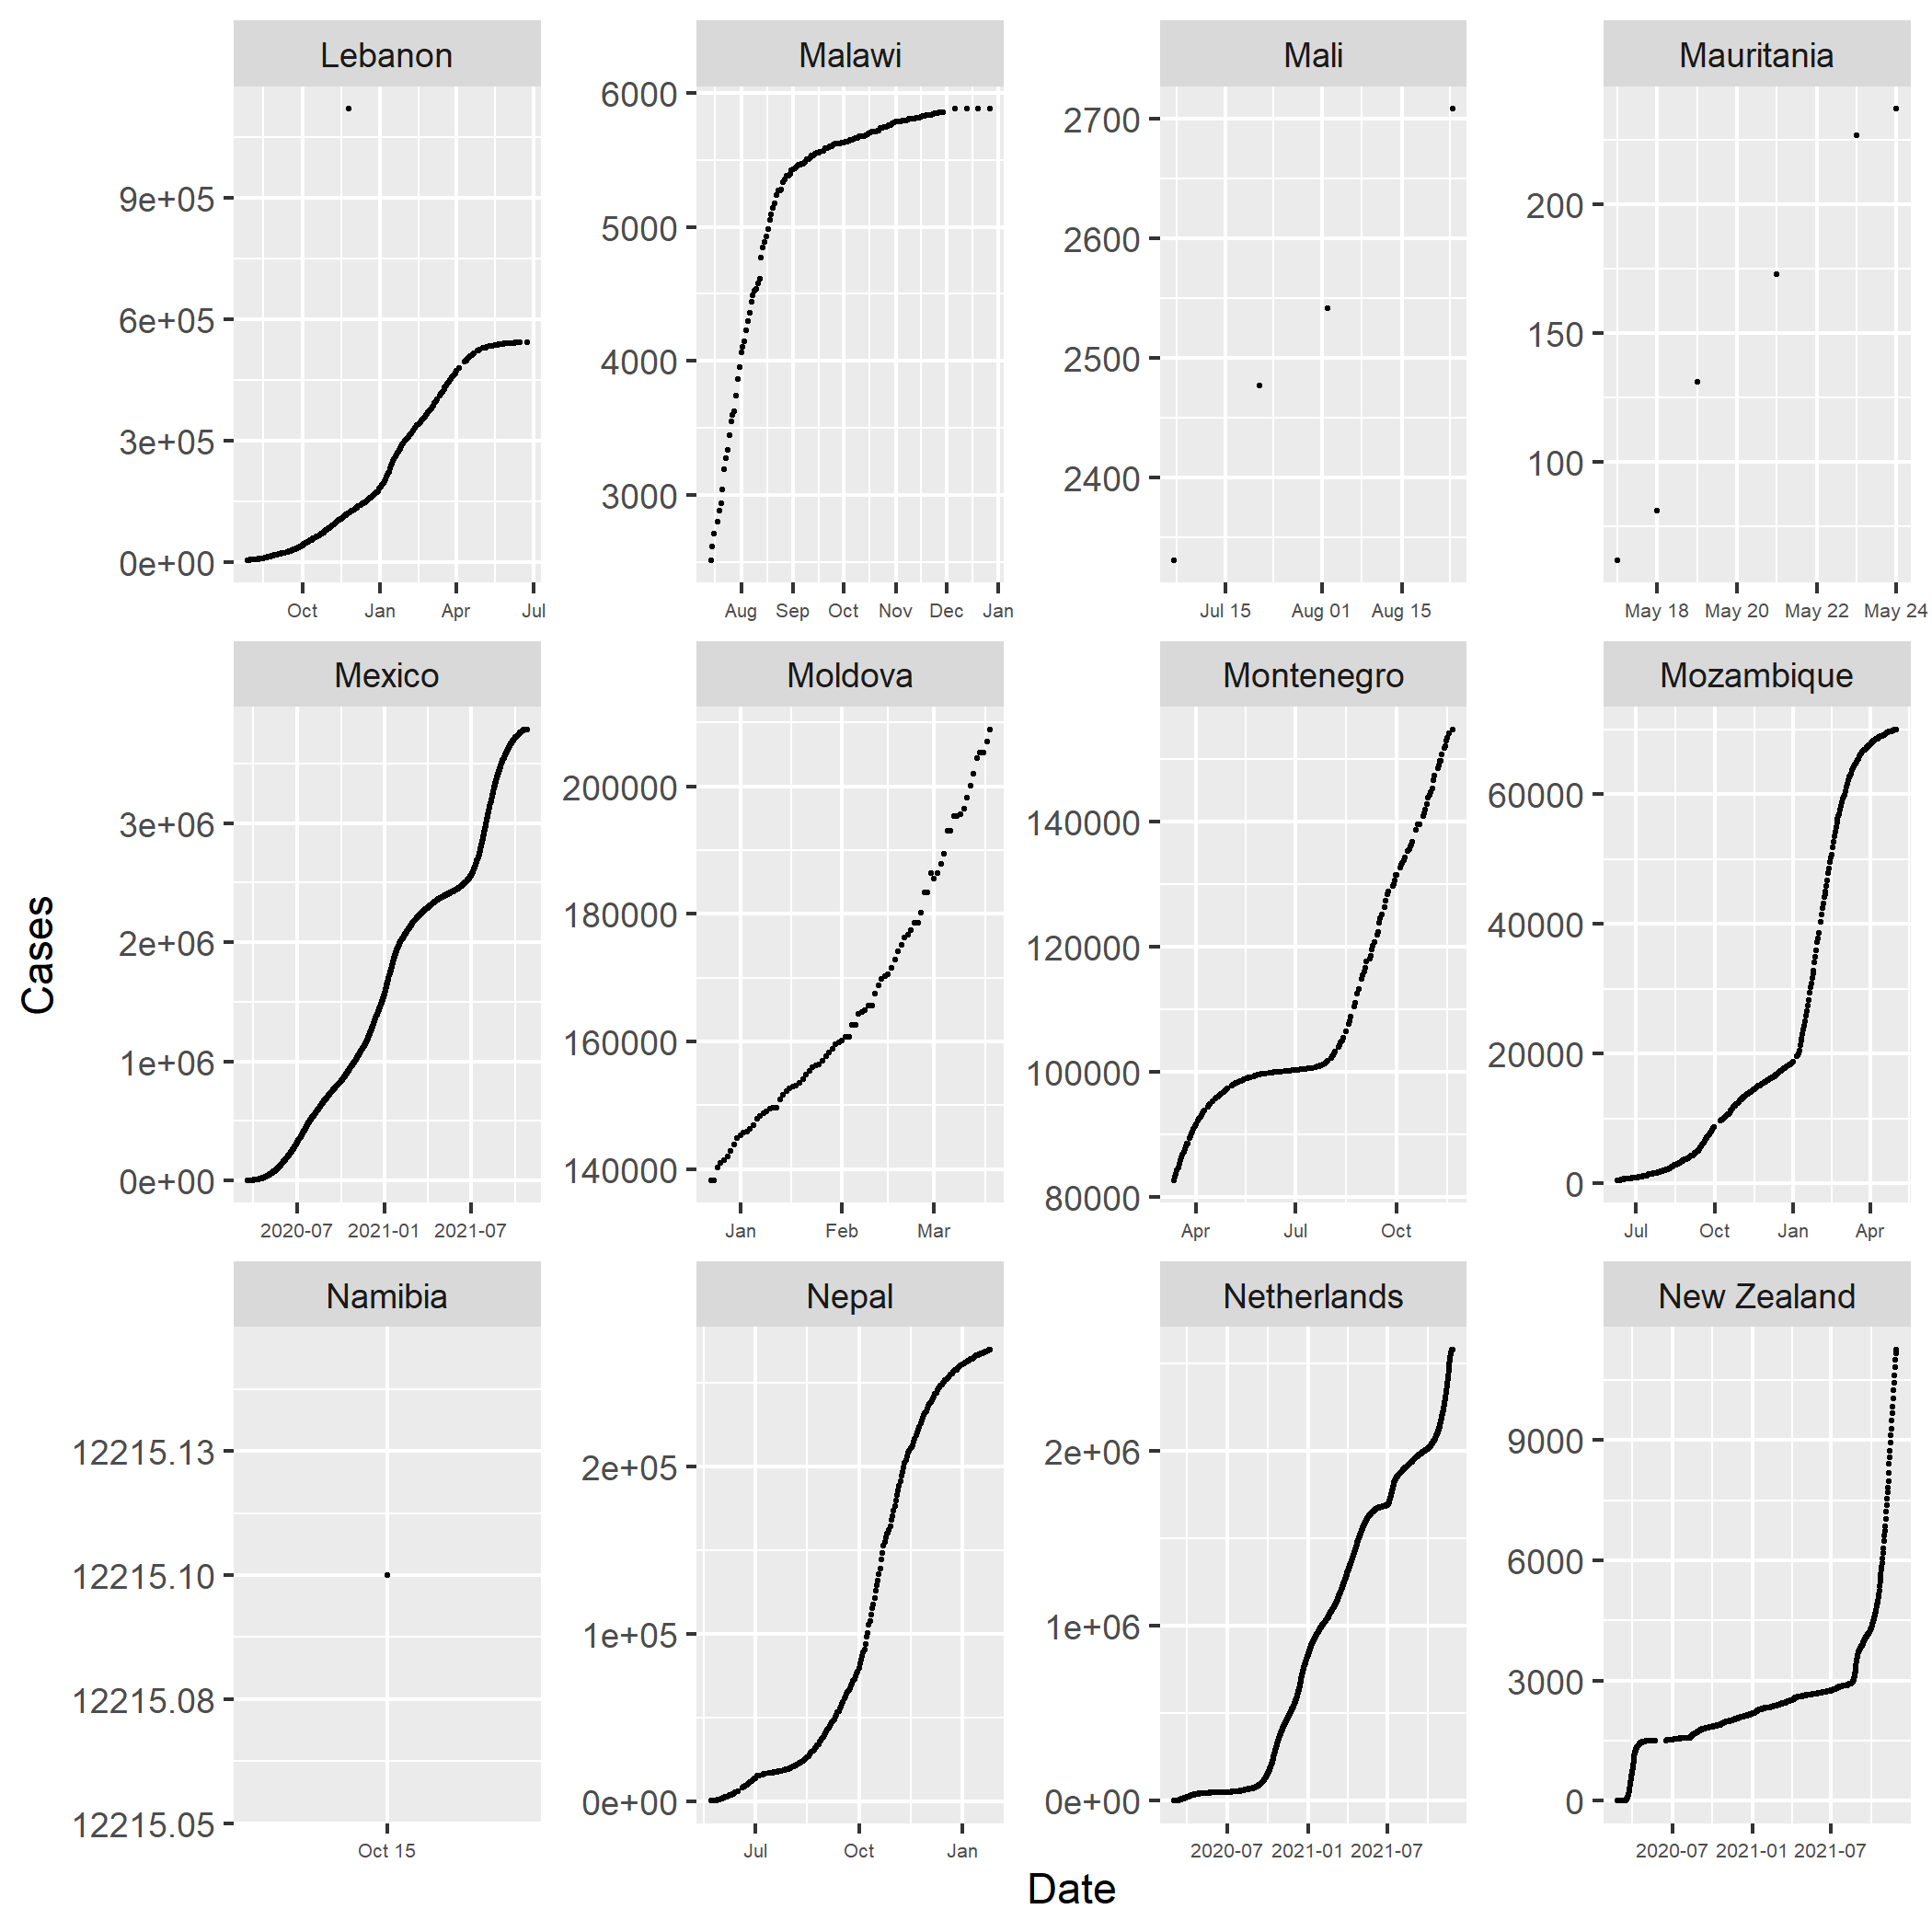 Lebanon Malawi Mali Mauritania
9e+05
6e+05
3e+05
0e+00
Oct Jan Apr Jul
6000
5000
4000
3000
Aug Sep Oct Nov Dec Jan
2700
2600
2500
2400
Jul 15 Aug 01 Aug 15
200
150
100
May 18 May 20 May 22 May 24
Mexico Moldova Montenegro Mozambique
3e+06
2e+06
1e+06
0e+00
2020-07 2021-01 2021-07
200000
180000
160000
140000
Jan Feb Mar
140000
120000
100000
80000
Apr Jul Oct
60000
40000
20000
0
Jul Oct Jan Apr
Namibia Nepal Netherlands New Zealand
12215.13
12215.10
12215.08
12215.05
Oct 15
2e+05
1e+05
0e+00
Jul Oct Jan
2e+06
1e+06
0e+00
2020-07 2021-01 2021-07
9000
6000
3000
0
2020-07 2021-01 2021-07
Cases
Date